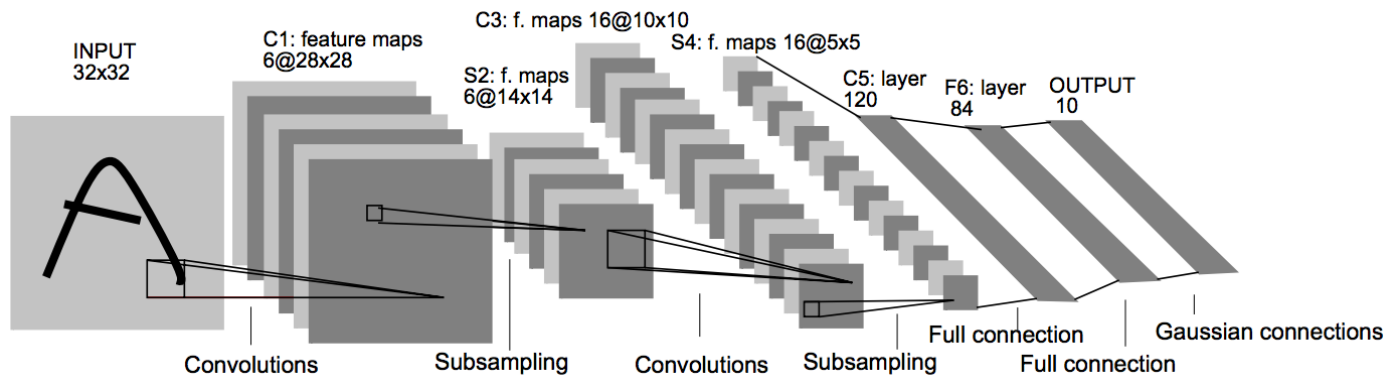 INPUT
32x32
C1: feature maps
6@28x28
S2: f. maps
6@14x14
C3: f. maps 16@10x10
S4: f. maps 16@5x5
C5: layer
120
F6: layer
84
OUTPUT
10
Convolutions
Subsampling
Convolutions
Subsampling
Full connection
Full connection
Gaussian connections